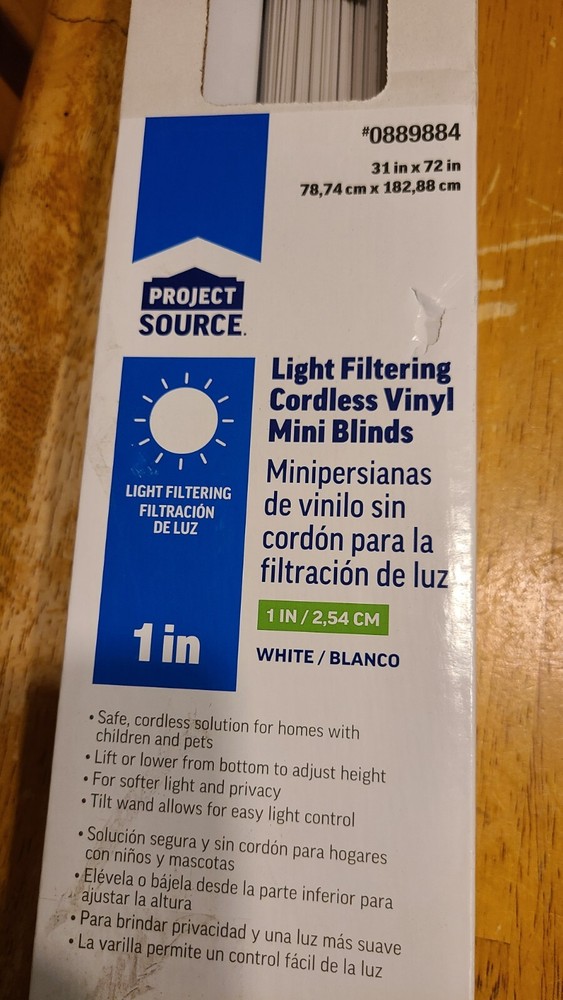 #0889884
31 in x 72 in
78,74 cm x 182,88 cm
PROJECT
SOURCE.
Light Filtering
Cordless Vinyl
Mini Blinds
Minipersianas
de vinilo sin
cordón para la
filtración de luz
LIGHT FILTERING
FILTRACIÓN
DE LUZ
1 in
1 IN / 2,54 CM
WHITE / BLANCO
• Safe, cordless solution for homes with
children and pets
• Lift or lower from bottom to adjust height
• For softer light and privacy
• Tilt wand allows for easy light control
• Solución segura y sin cordón para hogares
con niños y mascotas
• Elévela o bájela desde la parte inferior para
ajustar la altura
• Para brindar privacidad y una luz más suave
• La varilla permite un control fácil de la luz